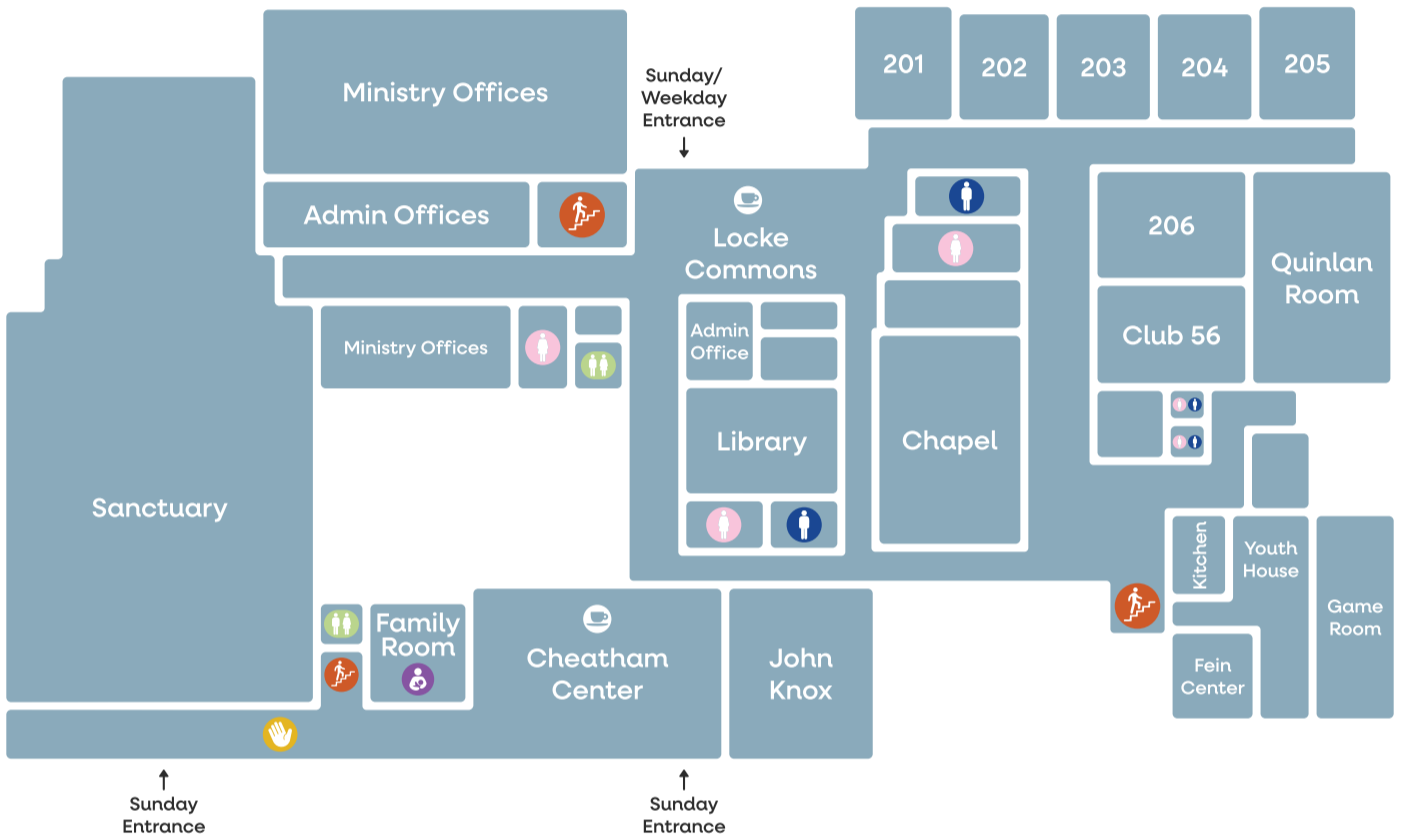 Ministry Offices
Sunday/
Weekday
Entrance
201
202
203
204
205
Admin Offices
Locke
Commons
206
Quinlan
Room
Admin
Office
Club 56
Ministry Offices
Library
Chapel
Sanctuary
Kitchen
Youth
House
Game
Room
Family
Room
Cheatham
Center
John
Knox
Fein
Center
Sunday
Entrance
Sunday
Entrance